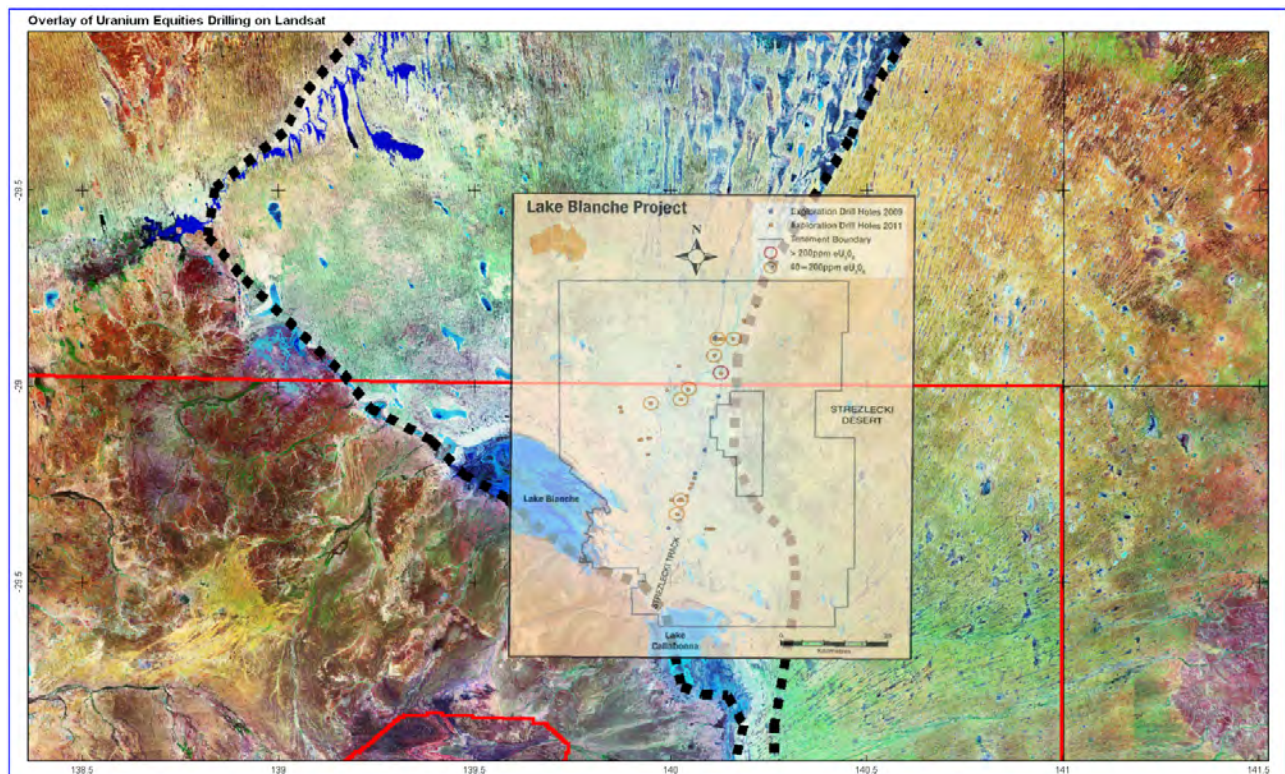 Overlay of Uranium Equities Drilling on Landsat
Lake Blanche Project
N
Exploration Drill Holes 2009
Exploration Drill Holes 2011
Tenement Boundary
> 200ppm eU₃O₈
40–200ppm eU₃O₈
STREZLECKI
DESERT
Lake Blanche
STREZLECKI TRACK
Lake
Callabonna
-28.5
-29
-29.5
138.5
139
139.5
140
140.5
141
141.5